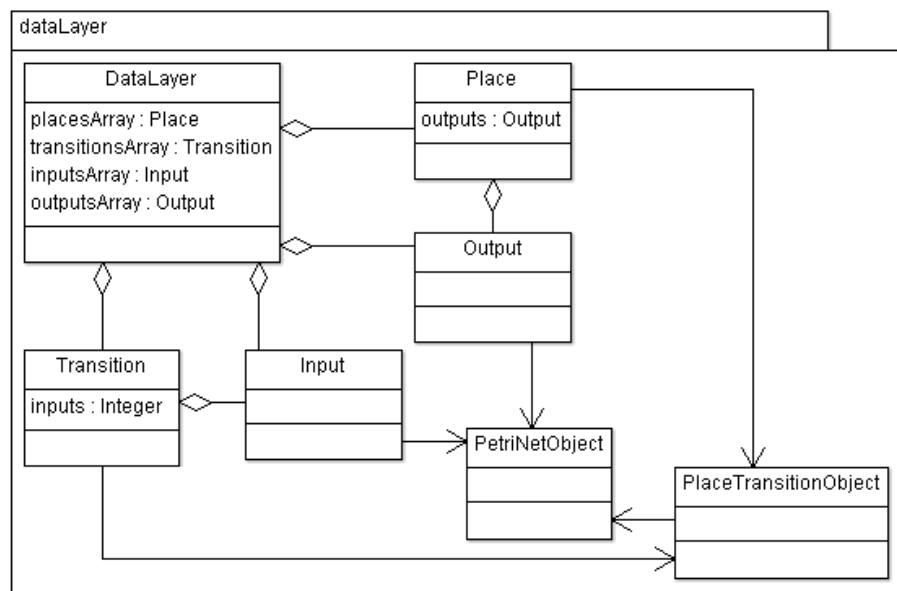 dataLayer
DataLayer
placesArray : Place
transitionsArray : Transition
inputsArray : Input
outputsArray : Output
Place
outputs : Output
Output
Transition
inputs : Integer
Input
PetriNetObject
PlaceTransitionObject